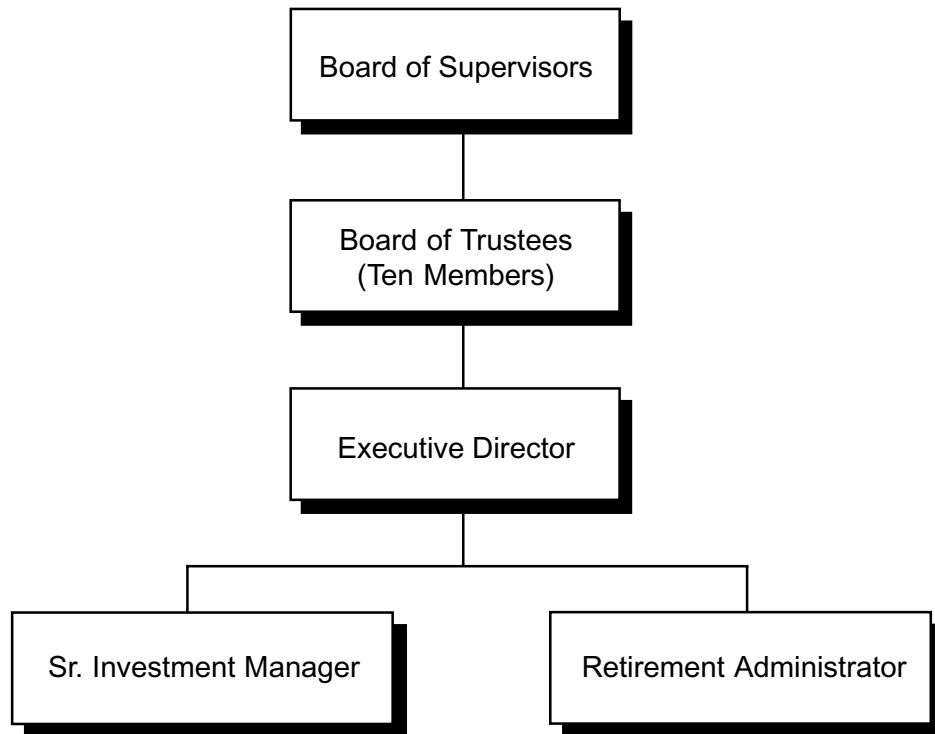 Board of Supervisors
Board of Trustees
(Ten Members)
Executive Director
Sr. Investment Manager
Retirement Administrator